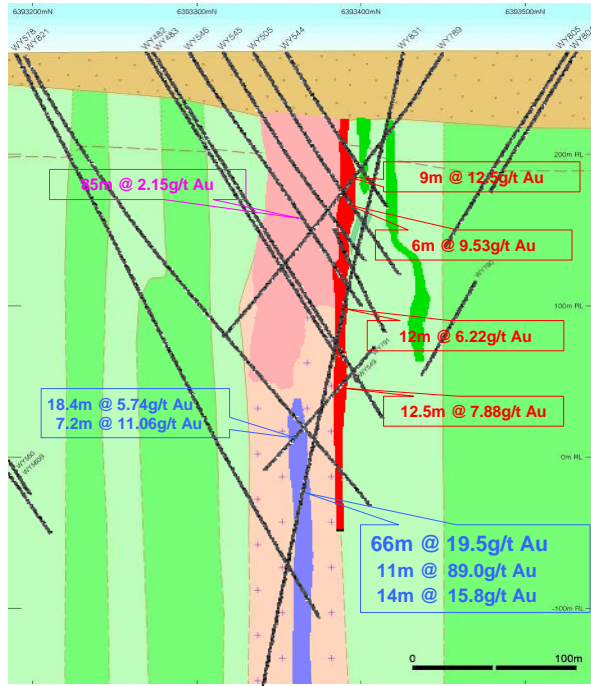 6393200mN
6393300mN
6393400mN
6393500mN
WY578
WY821
WY482
WY483
WY546
WY545
WY505
WY544
WY831
WY789
WY805
200m RL
9m @ 12.5g/t Au
85m @ 2.15g/t Au
6m @ 9.53g/t Au
WY790
100m RL
12m @ 6.22g/t Au
WY791
WY549
18.4m @ 5.74g/t Au
7.2m @ 11.06g/t Au
12.5m @ 7.88g/t Au
0m RL
66m @ 19.5g/t Au
11m @ 89.0g/t Au
14m @ 15.8g/t Au
-100m RL
0
100m